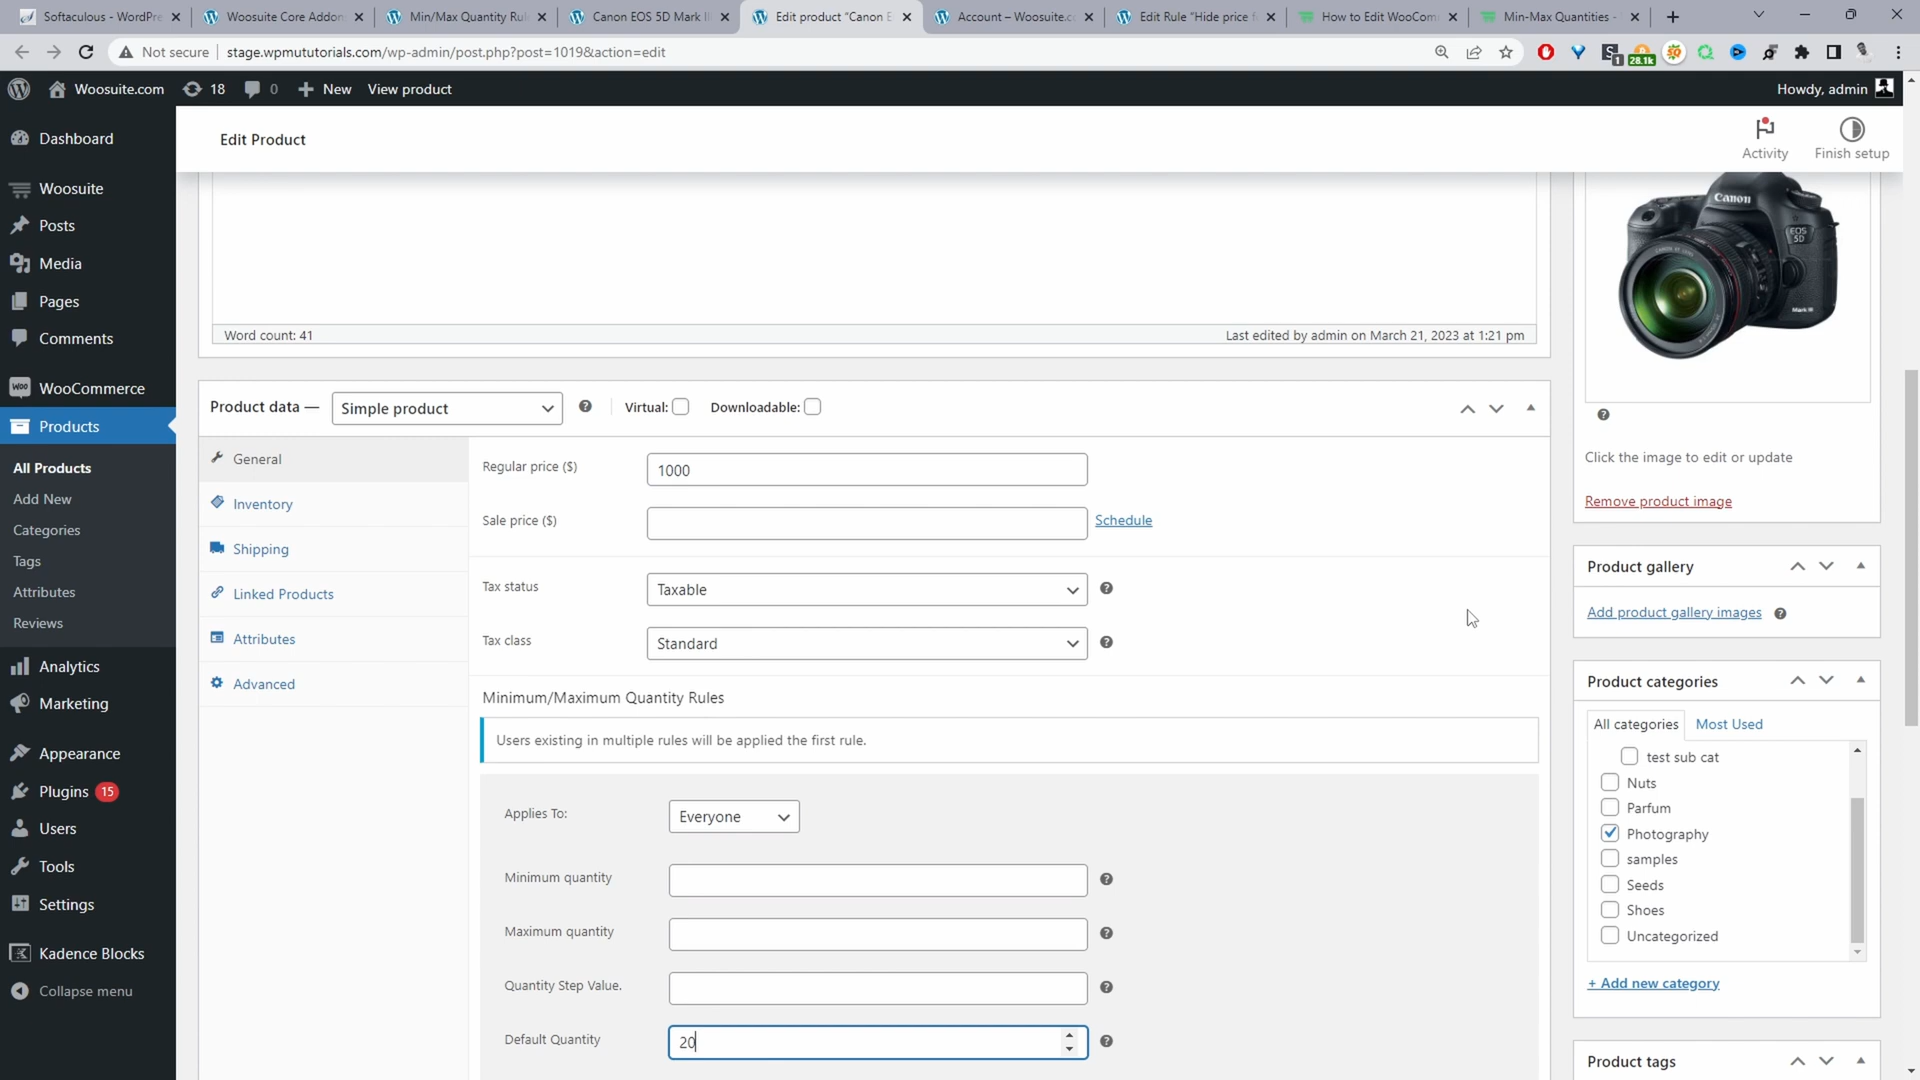 Softaculous - WordPre
Woosuite Core Addon
Min/Max Quantity Rul
Canon EOS 5D Mark II
Edit product "Canon E
Account – Woosuite.c
Edit Rule "Hide price f
How to Edit WooCom
Min-Max Quantities -
Not secure
stage.wpmututorials.com/wp-admin/post.php?post=1019&action=edit
1
28.1k
Woosuite.com
18
0
New
View product
Howdy, admin
Edit Product
Activity
Finish setup
Dashboard
Woosuite
Posts
Media
Pages
Comments
WooCommerce
Products
All Products
Add New
Categories
Tags
Attributes
Reviews
Analytics
Marketing
Appearance
Plugins 15
Users
Tools
Settings
Kadence Blocks
Collapse menu
Word count: 41
Last edited by admin on March 21, 2023 at 1:21 pm
Product data —
Simple product
Virtual:
Downloadable:
General
Inventory
Shipping
Linked Products
Attributes
Advanced
Regular price ($)
1000
Sale price ($)
Schedule
Tax status
Taxable
Tax class
Standard
Minimum/Maximum Quantity Rules
Users existing in multiple rules will be applied the first rule.
Applies To:
Everyone
Minimum quantity
Maximum quantity
Quantity Step Value.
Default Quantity
20
Canon
EOS
5D
Mark III
Click the image to edit or update
Remove product image
Product gallery
Add product gallery images
Product categories
All categories
Most Used
test sub cat
Nuts
Parfum
Photography
samples
Seeds
Shoes
Uncategorized
+ Add new category
Product tags